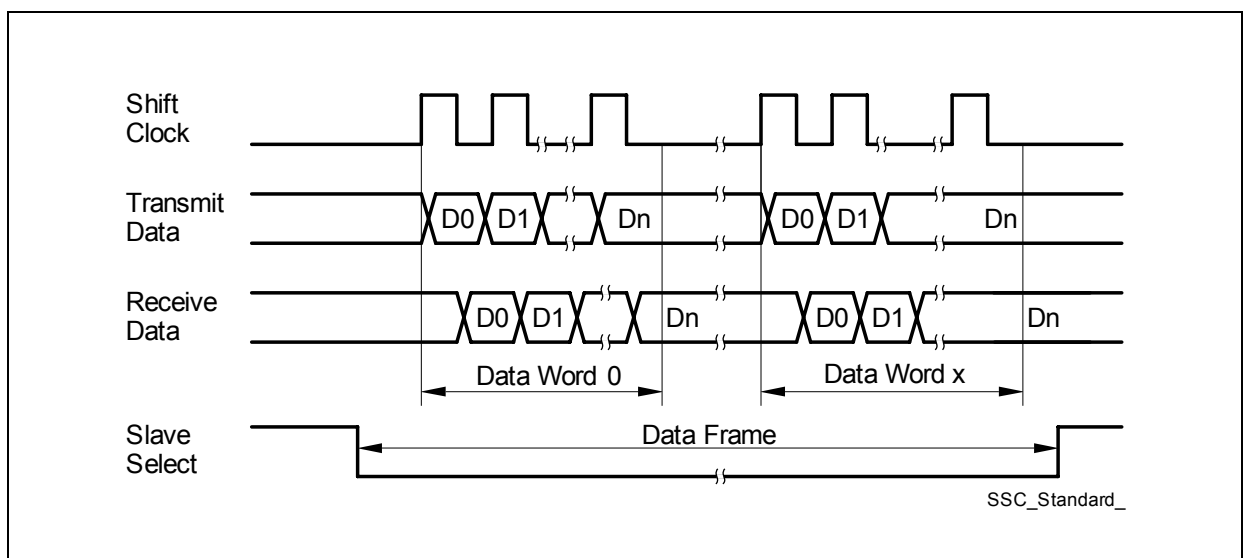 Shift
Clock
Transmit
Data
D0 D1 Dn D0 D1 Dn
Receive
Data
D0 D1 Dn D0 D1 Dn
Data Word 0 Data Word x
Slave
Select
Data Frame
SSC_Standard_